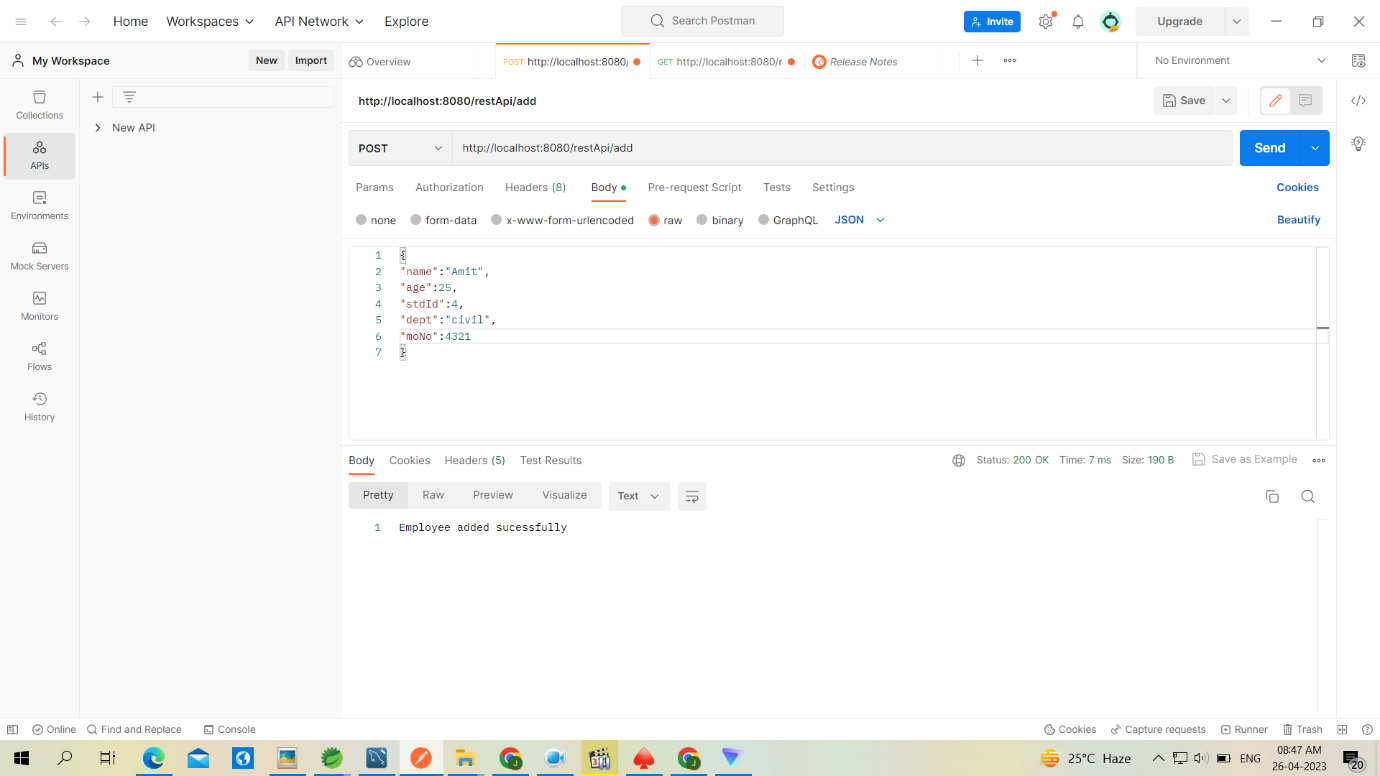 Home Workspaces API Network Explore Search Postman Invite Upgrade
My Workspace New Import Overview POST http://localhost:8080/ GET http://localhost:8080/r Release Notes No Environment
Collections
APIs
Environments
Mock Servers
Monitors
Flows
History
New API
http://localhost:8080/restApi/add Save
POST http://localhost:8080/restApi/add Send
Params Authorization Headers (8) Body Pre-request Script Tests Settings Cookies
none form-data x-www-form-urlencoded raw binary GraphQL JSON Beautify
1 {
2 "name":"Amit",
3 "age":25,
4 "stdId":4,
5 "dept":"civil",
6 "moNo":4321
7 }
Body Cookies Headers (5) Test Results Status: 200 OK Time: 7 ms Size: 190 B Save as Example
Pretty Raw Preview Visualize Text
1 Employee added sucessfully
Online Find and Replace Console Cookies Capture requests Runner Trash
25°C Haze ENG 08:47 AM
26-04-2023 20